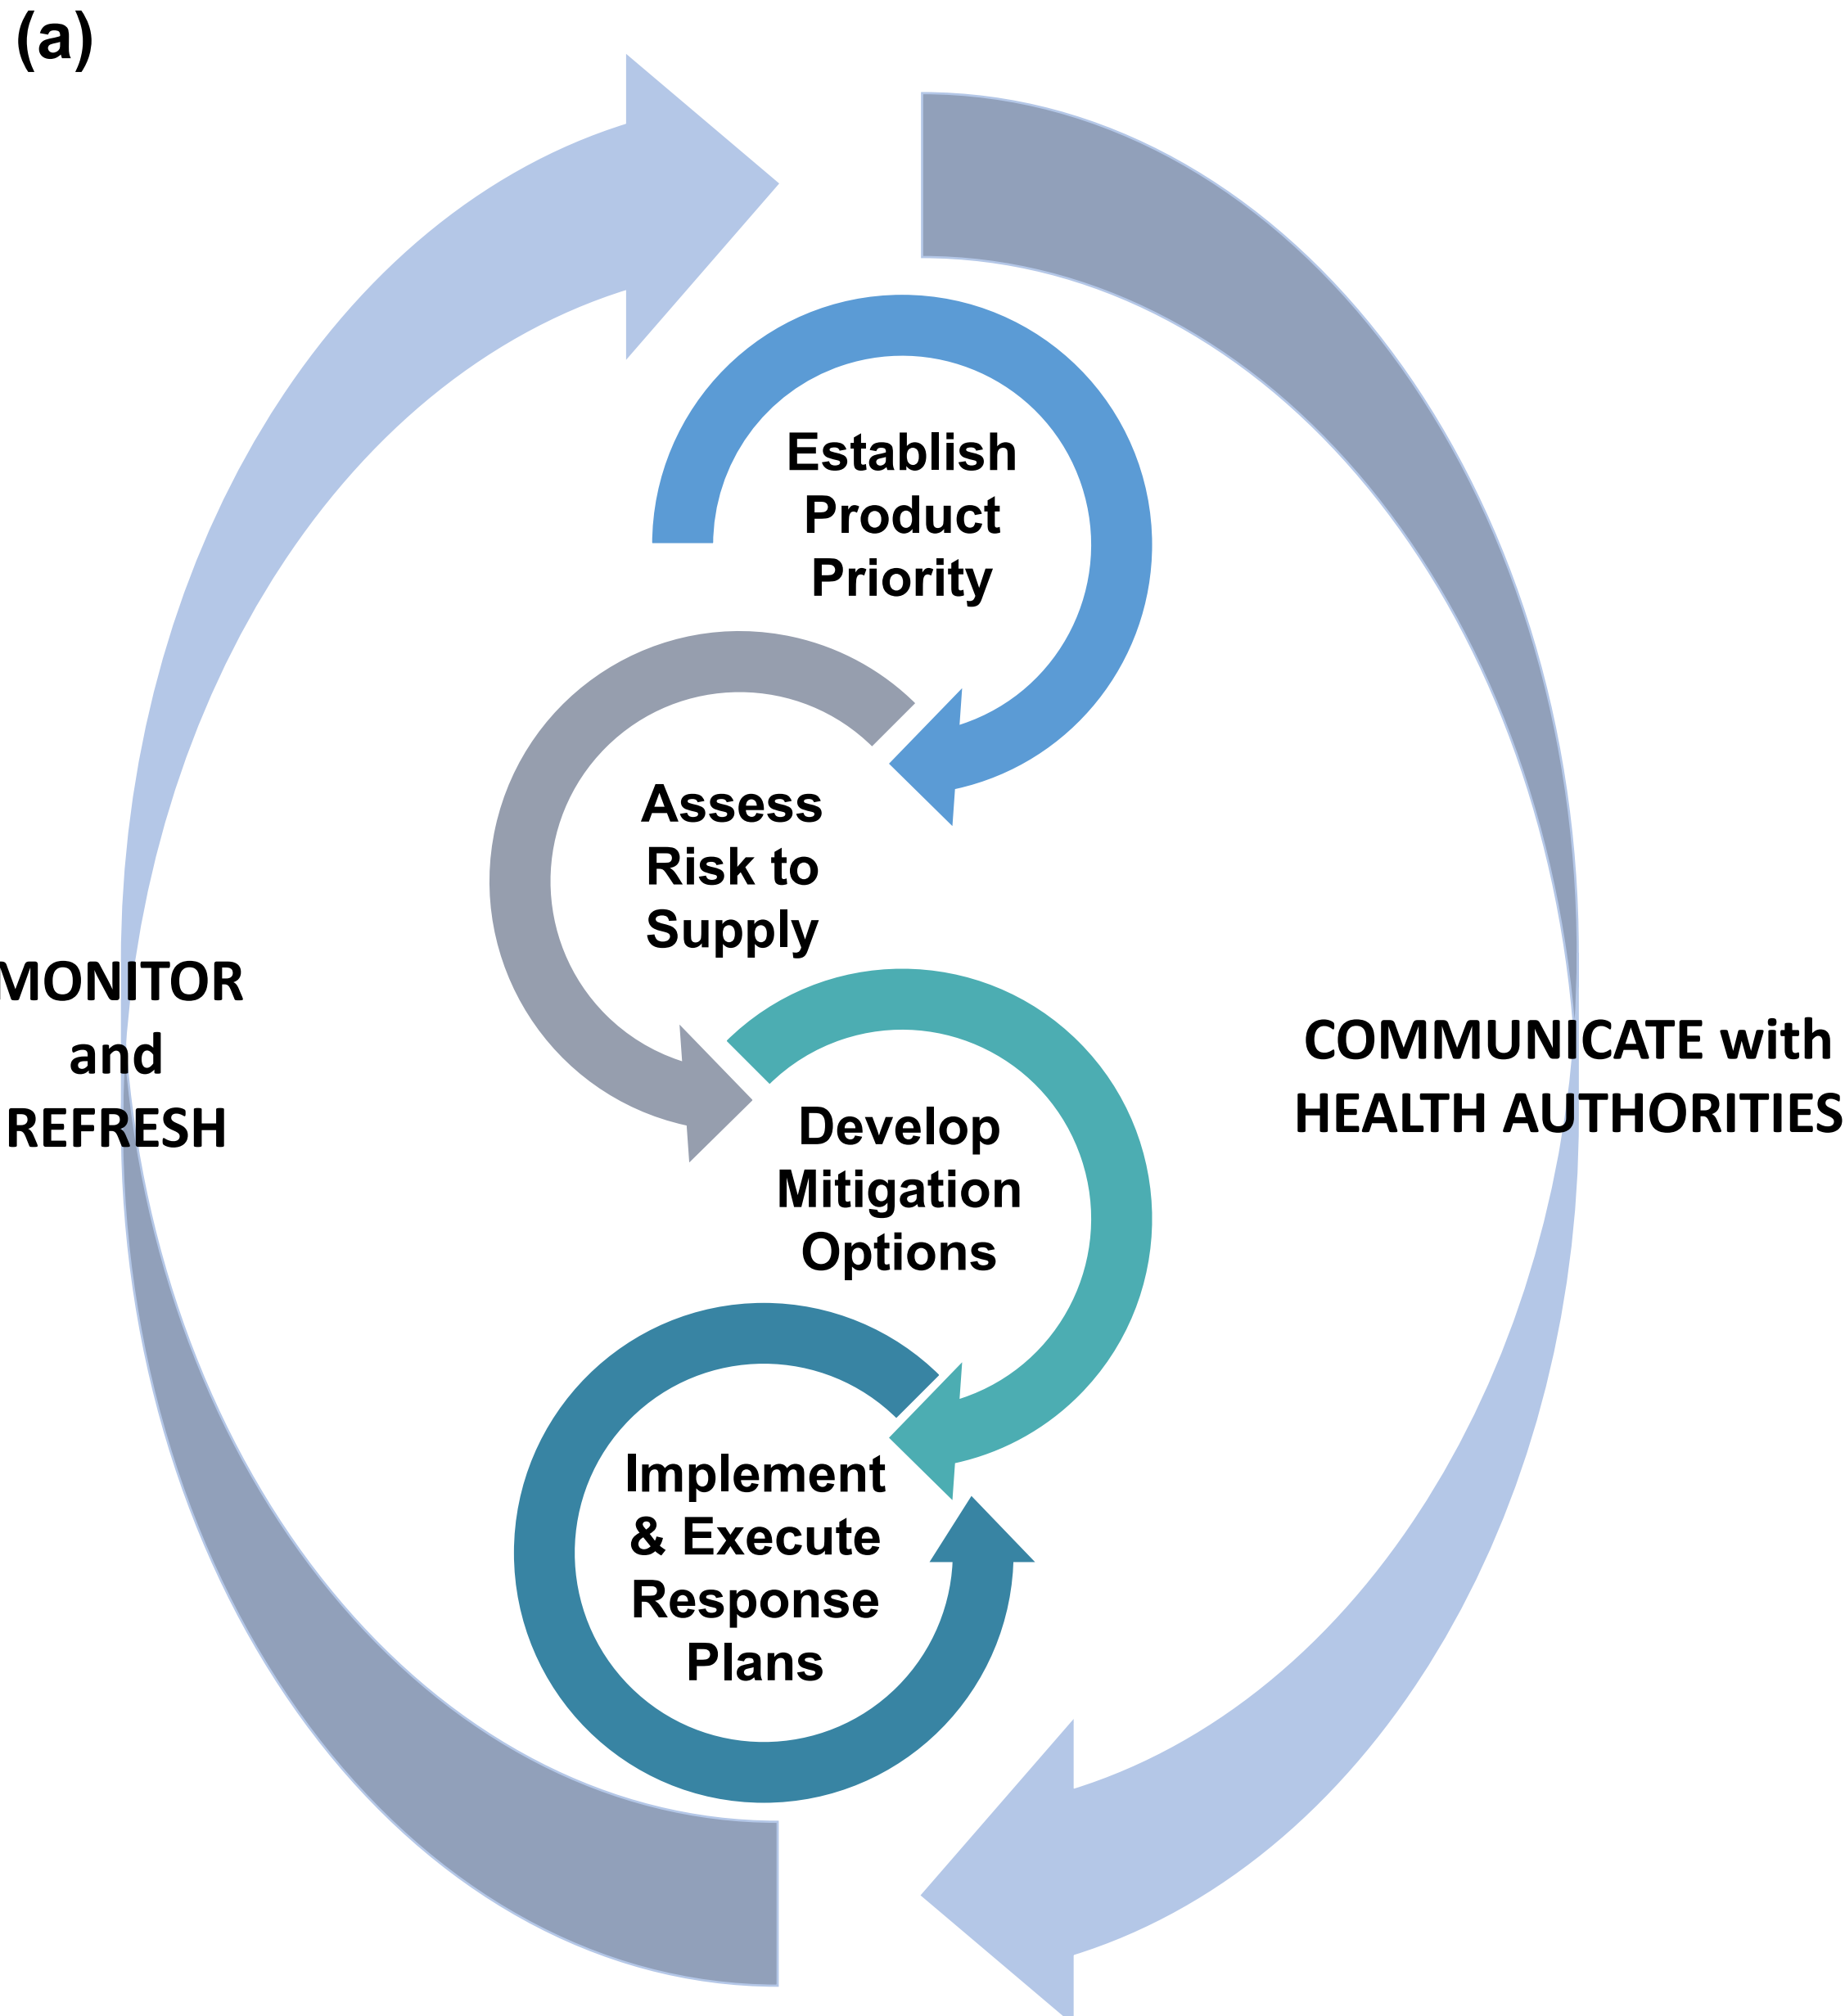 (a)
Establish
Product
Priority
Assess
Risk to
Supply
MONITOR
and
REFRESH
COMMUNICATE with
HEALTH AUTHORITIES
Develop
Mitigation
Options
Implement
& Execute
Response
Plans